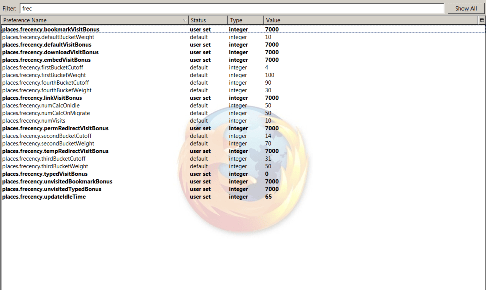 Filter: frec Show All
Preference Name Status Type Value
places.frecency.bookmarkVisitBonus user set integer 7000
places.frecency.defaultBucketWeight default integer 10
places.frecency.defaultVisitBonus user set integer 7000
places.frecency.downloadVisitBonus user set integer 7000
places.frecency.embedVisitBonus user set integer 7000
places.frecency.firstBucketCutoff default integer 4
places.frecency.firstBucketWeight default integer 100
places.frecency.fourthBucketCutoff default integer 90
places.frecency.fourthBucketWeight default integer 30
places.frecency.linkVisitBonus user set integer 7000
places.frecency.numCalcOnIdle default integer 50
places.frecency.numCalcOnMigrate default integer 50
places.frecency.numVisits default integer 10
places.frecency.permRedirectVisitBonus user set integer 7000
places.frecency.secondBucketCutoff default integer 14
places.frecency.secondBucketWeight default integer 70
places.frecency.tempRedirectVisitBonus user set integer 7000
places.frecency.thirdBucketCutoff default integer 31
places.frecency.thirdBucketWeight default integer 50
places.frecency.typedVisitBonus user set integer 0
places.frecency.unvisitedBookmarkBonus user set integer 7000
places.frecency.unvisitedTypedBonus user set integer 7000
places.frecency.updateIdleTime user set integer 65